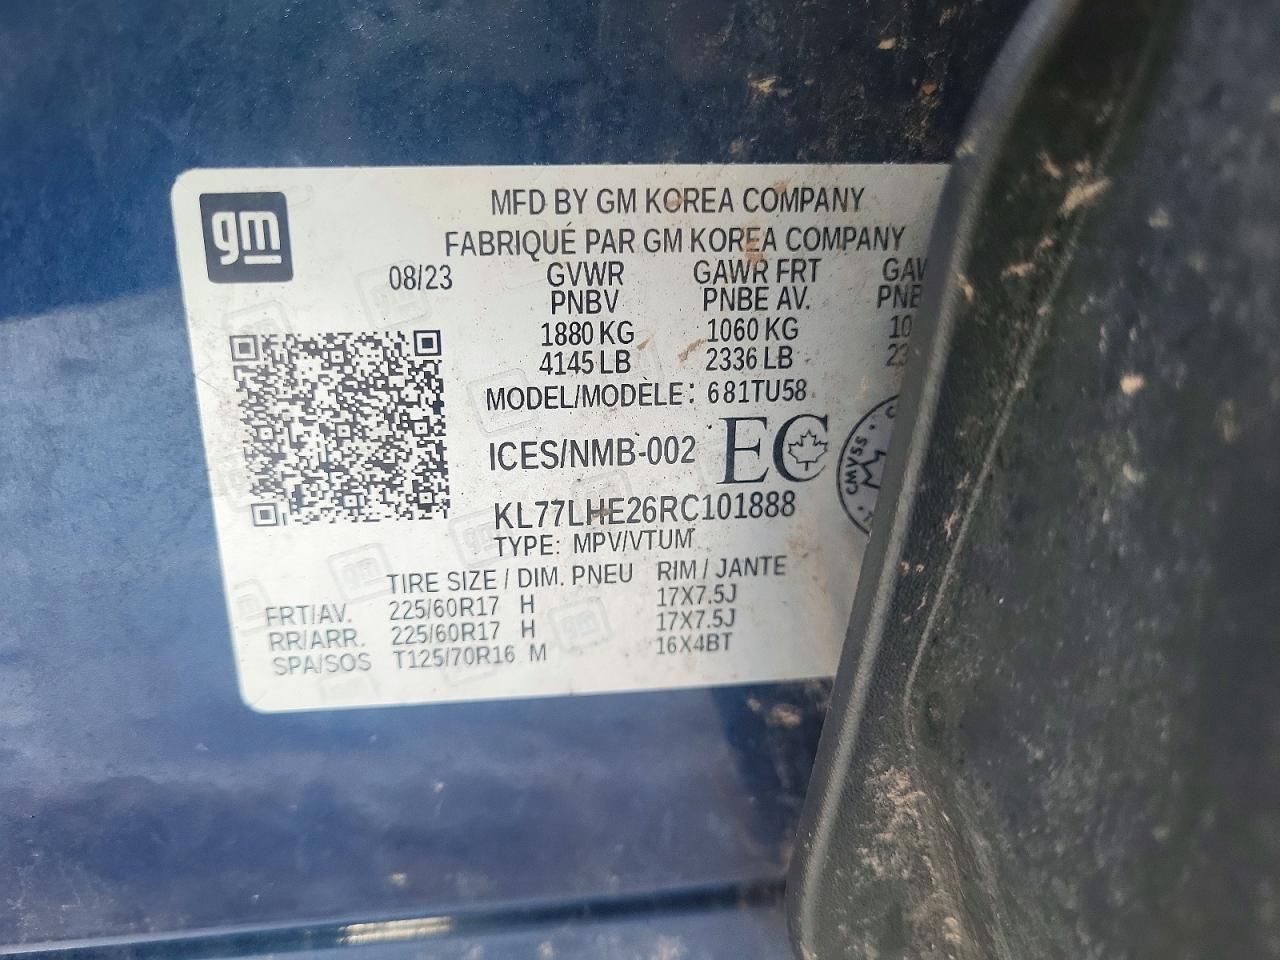 gm
MFD BY GM KOREA COMPANY
FABRIQUÉ PAR GM KOREA COMPANY
08/23 GVWR GAWR FRT
PNBV PNBE AV.
1880 KG 1060 KG
4145 LB 2336 LB
MODEL/MODÈLE: 681TU58
ICES/NMB-002 EC
CMVSS
KL77LHE26RC101888
TYPE: MPV/VTUM
TIRE SIZE / DIM. PNEU RIM / JANTE
FRT/AV. 225/60R17 H 17X7.5J
RR/ARR. 225/60R17 H 17X7.5J
SPA/SOS T125/70R16 M 16X4BT